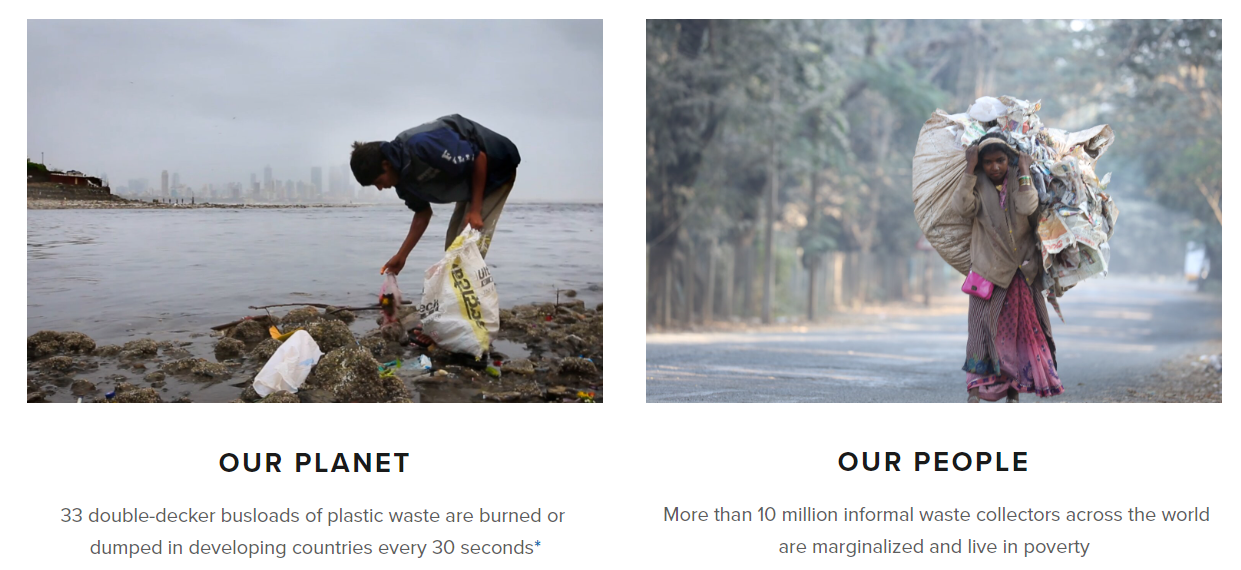 OUR PLANET
33 double-decker busloads of plastic waste are burned or
dumped in developing countries every 30 seconds*
OUR PEOPLE
More than 10 million informal waste collectors across the world
are marginalized and live in poverty